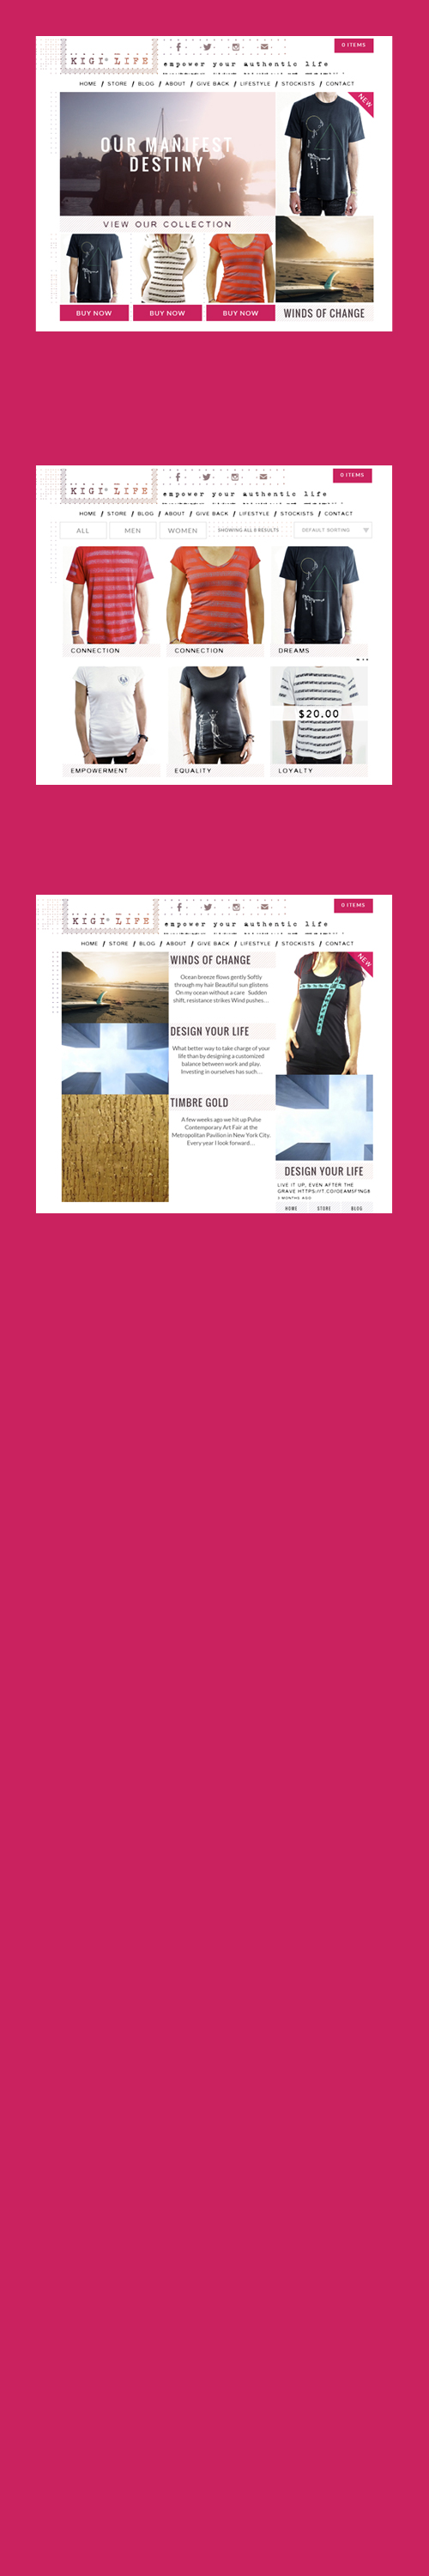 0 ITEMS
KIGI® LIFE
empower your authentic life
HOME / STORE / BLOG / ABOUT / GIVE BACK / LIFESTYLE / STOCKISTS / CONTACT
NEW
OUR MANIFEST
DESTINY
VIEW OUR COLLECTION
BUY NOW
BUY NOW
BUY NOW
WINDS OF CHANGE
0 ITEMS
KIGI® LIFE
empower your authentic life
HOME / STORE / BLOG / ABOUT / GIVE BACK / LIFESTYLE / STOCKISTS / CONTACT
ALL
MEN
WOMEN
SHOWING ALL 9 RESULTS
DEFAULT SORTING
CONNECTION
CONNECTION
DREAMS
$20.00
EMPOWERMENT
EQUALITY
LOYALTY
0 ITEMS
KIGI® LIFE
empower your authentic life
HOME / STORE / BLOG / ABOUT / GIVE BACK / LIFESTYLE / STOCKISTS / CONTACT
WINDS OF CHANGE
Ocean breeze flows gently Softly
through my hair Beautiful sun glistens
On my ocean without a care Sudden
shift, resistance strikes Wind pushes…
DESIGN YOUR LIFE
What better way to take charge of your
life than by designing a customized
balance between work and play.
Investing in ourselves has such…
TIMBRE GOLD
A few weeks ago we hit up Pulse
Contemporary Art Fair at the
Metropolitan Pavilion in New York City.
Every year I look forward…
NEW
DESIGN YOUR LIFE
LIVE IT UP, EVEN AFTER THE
GRAVE
2 MONTHS AGO
HOME
STORE
BLOG